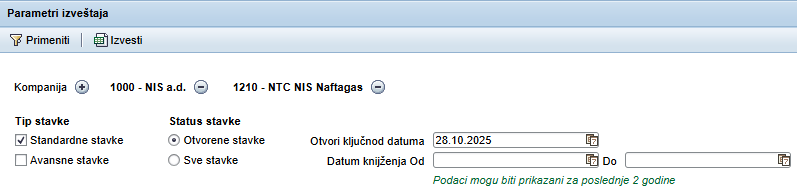 Parametri izveštaja
Primeniti Izvesti
Kompanija 1000 - NIS a.d. 1210 - NTC NIS Naftagas
Tip stavke Status stavke
Standardne stavke Otvorene stavke Otvori ključnod datuma 28.10.2025
Avansne stavke Sve stavke Datum knjženja Od Do
Podaci mogu biti prikazani za poslednje 2 godine